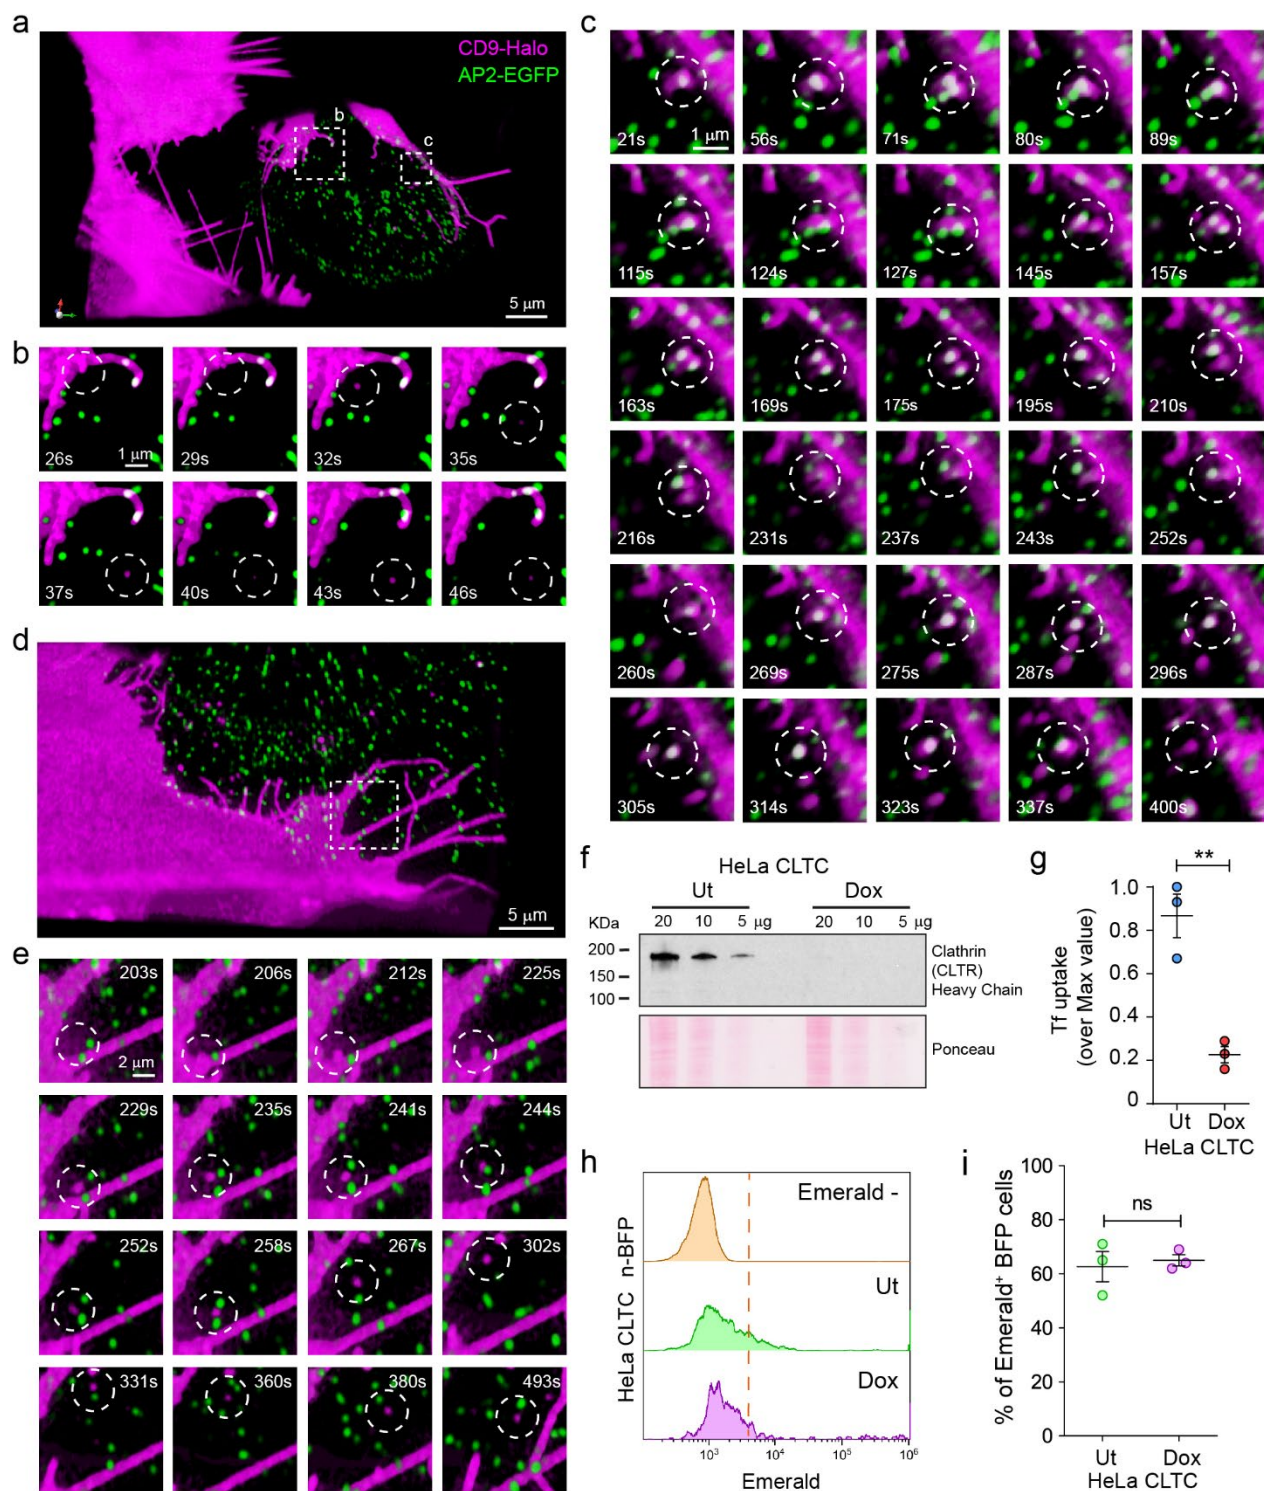 a
CD9-Halo
AP2-EGFP
b
c
5 μm
b
26s
1 μm
29s
32s
35s
37s
40s
43s
46s
c
21s
1 μm
56s
71s
80s
89s
115s
124s
127s
145s
157s
163s
169s
175s
195s
210s
216s
231s
237s
243s
252s
260s
269s
275s
287s
296s
305s
314s
323s
337s
400s
d
5 μm
e
203s
2 μm
206s
212s
225s
229s
235s
241s
244s
252s
258s
267s
302s
331s
360s
380s
493s
f
HeLa CLTC
Ut Dox
KDa 20 10 5 μg 20 10 5 μg
200
150
100
Clathrin
(CLTR)
Heavy Chain
Ponceau
g
**
Tf uptake
(over Max value)
1.0
0.8
0.6
0.4
0.2
0
Ut Dox
HeLa CLTC
h
HeLa CLTC n-BFP
Emerald -
Ut
Dox
10³ 10⁴ 10⁵ 10⁶
Emerald
i
% of Emerald⁺ BFP cells
100
80
60
40
20
0
ns
Ut Dox
HeLa CLTC